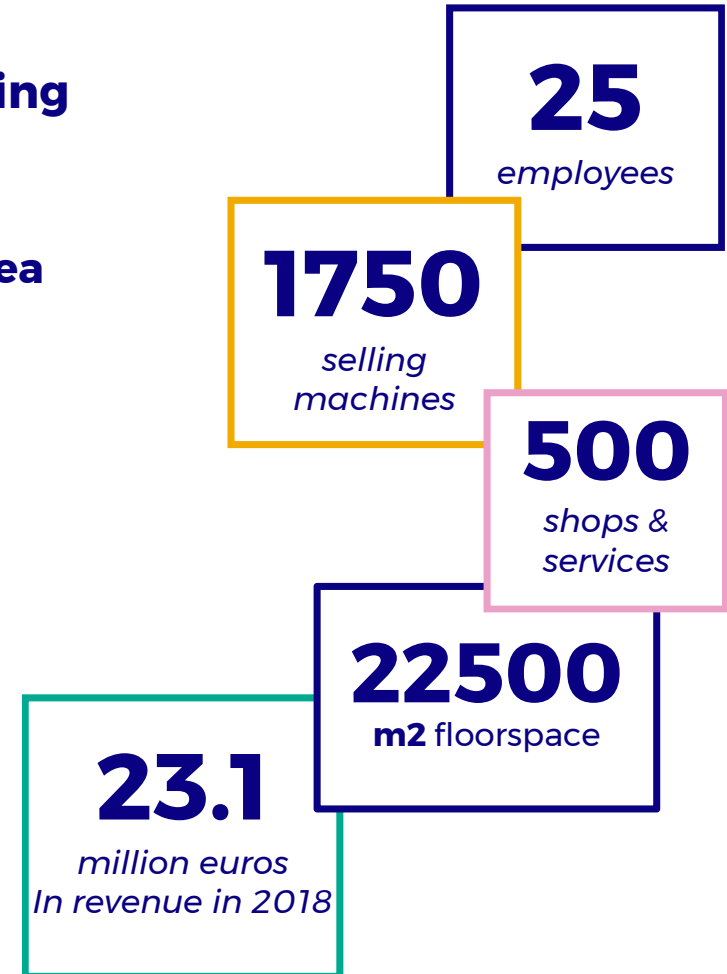 ing
25
employees
ea
1750
selling
machines
500
shops &
services
22500
m2 floorspace
23.1
million euros
In revenue in 2018